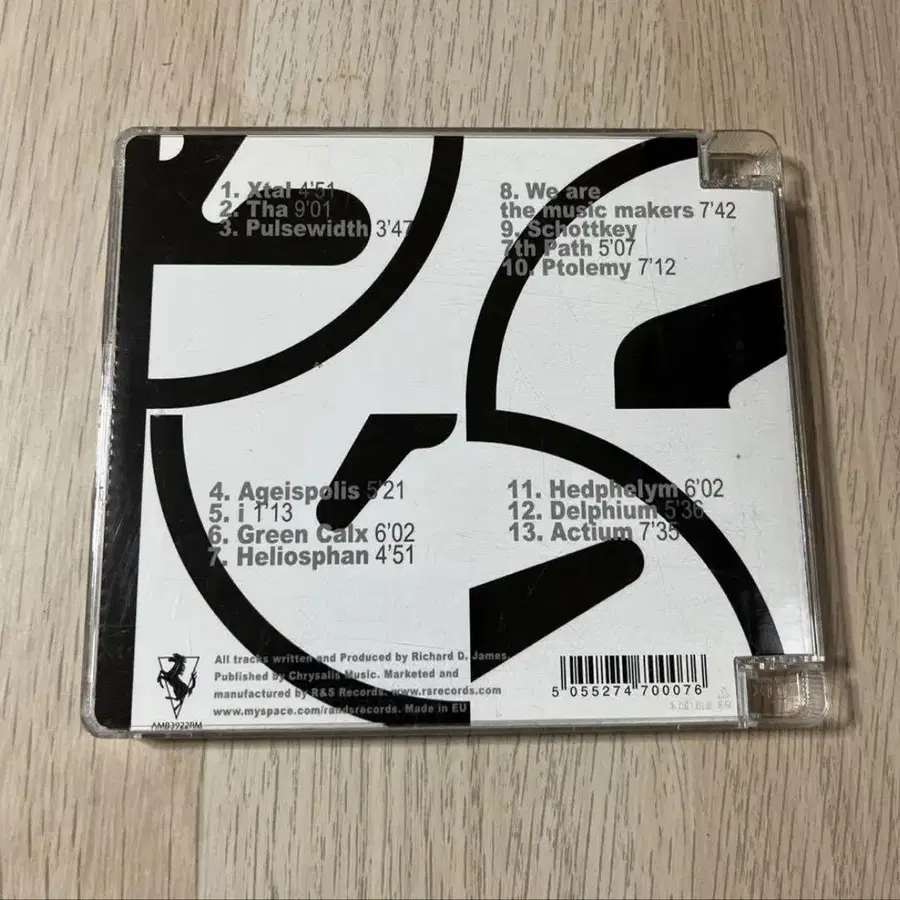 1. Xtal 4'51
2. Tha 9'01
3. Pulsewidth 3'47
4. Ageispolis 5'21
5. i 1'13
6. Green Calx 6'02
7. Heliosphan 4'51
8. We are
the music makers 7'42
9. Schottkey
7th Path 5'07
10. Ptolemy 7'12
11. Hedphelym 6'02
12. Delphium 5'36
13. Actium 7'35
All tracks written and Produced by Richard D. James.
Published by Chrysalis Music. Marketed and
manufactured by R&S Records. www.rsrecords.com
www.myspace.com/randsrecords. Made in EU
AMB3922RM
5 055274 700076